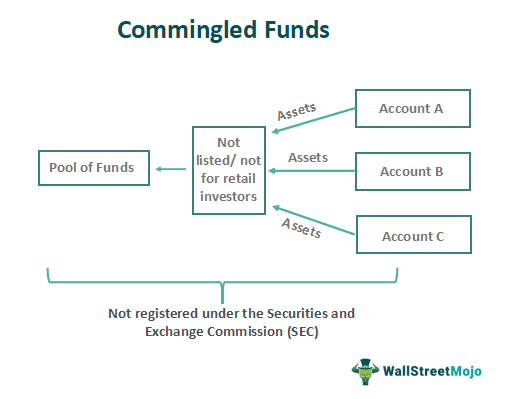 Commingled Funds
Assets
Account A
Not
listed/ not
for retail
investors
Assets
Account B
Pool of Funds
Assets
Account C
Not registered under the Securities and
Exchange Commission (SEC)
WallStreetMojo